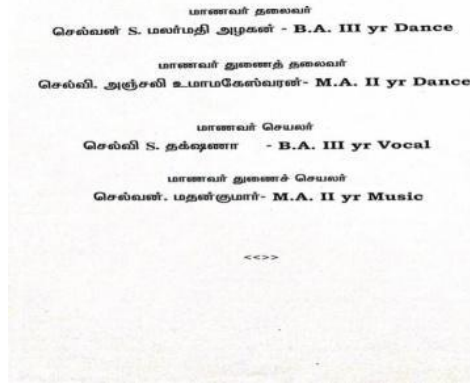 மாணவர் தலைவர்
செல்வன் S. மலர்மதி அழகன் - B.A. III yr Dance
மாணவர் துணைத் தலைவர்
செல்வி. அஞ்சலி உமாமகேஸ்வரன்- M.A. II yr Dance
மாணவர் செயலர்
செல்வி S. தக்‌ஷணா - B.A. III yr Vocal
மாணவர் துணைச் செயலர்
செல்வன். மதன்குமார்- M.A. II yr Music
<<>>